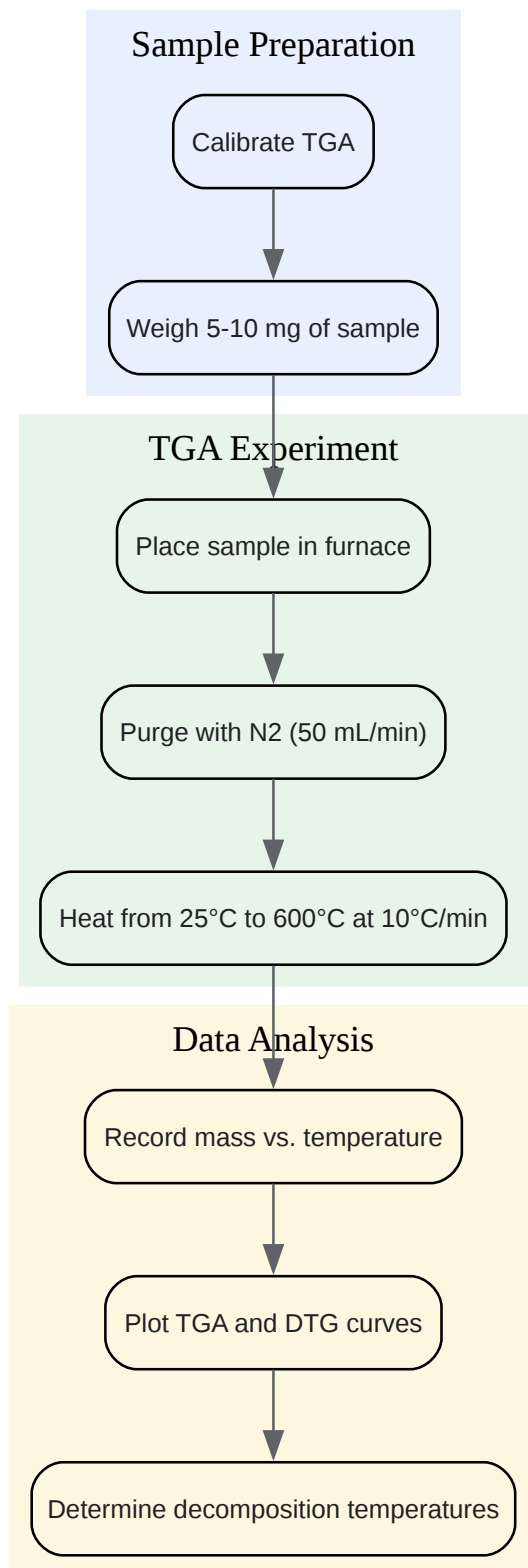 Sample Preparation
Calibrate TGA
Weigh 5-10 mg of sample
TGA Experiment
Place sample in furnace
Purge with N2 (50 mL/min)
Heat from 25°C to 600°C at 10°C/min
Data Analysis
Record mass vs. temperature
Plot TGA and DTG curves
Determine decomposition temperatures